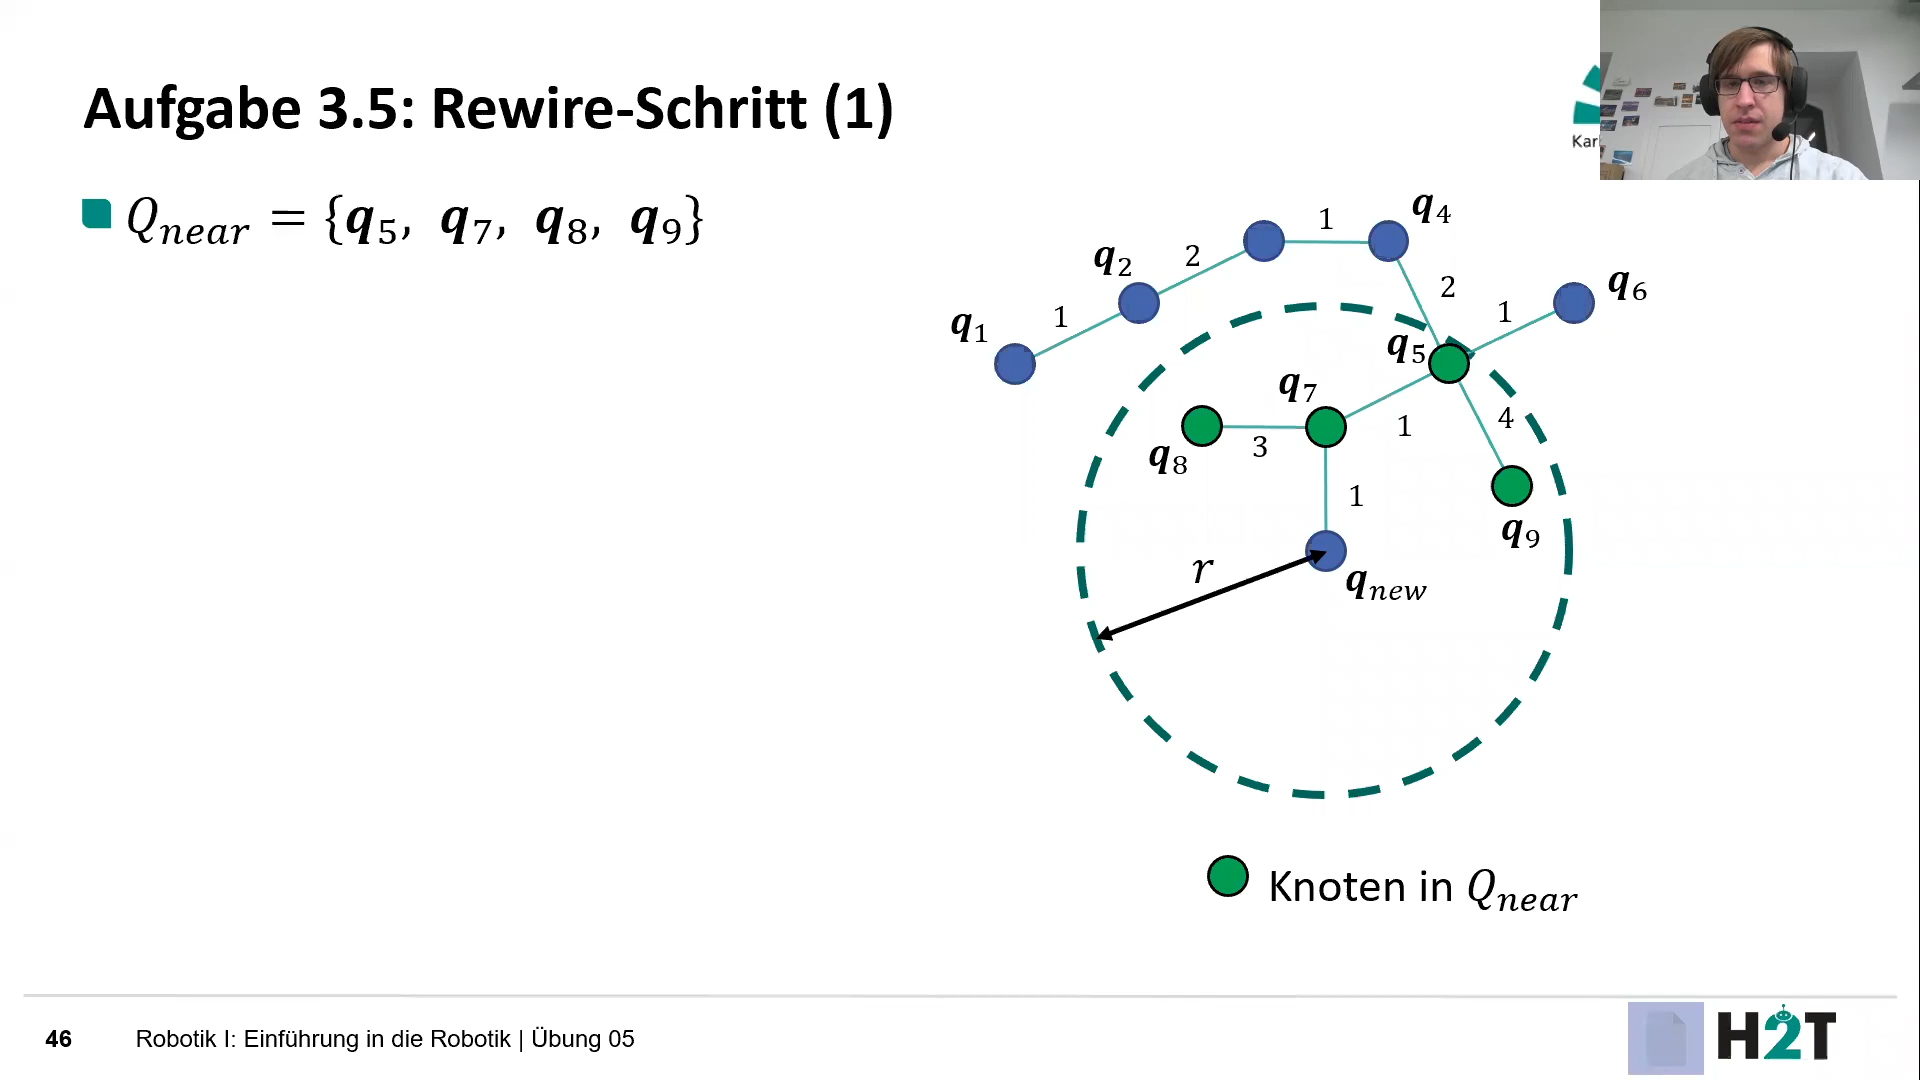 Aufgabe 3.5: Rewire-Schritt (1)
Kar
Q_near = {q_5, q_7, q_8, q_9}
q_4
1
q_2
2
q_6
2
q_1
1
1
q_5
q_7
4
1
3
q_8
1
q_9
r
q_new
Knoten in Q_near
46
Robotik I: Einführung in die Robotik | Übung 05
H2T